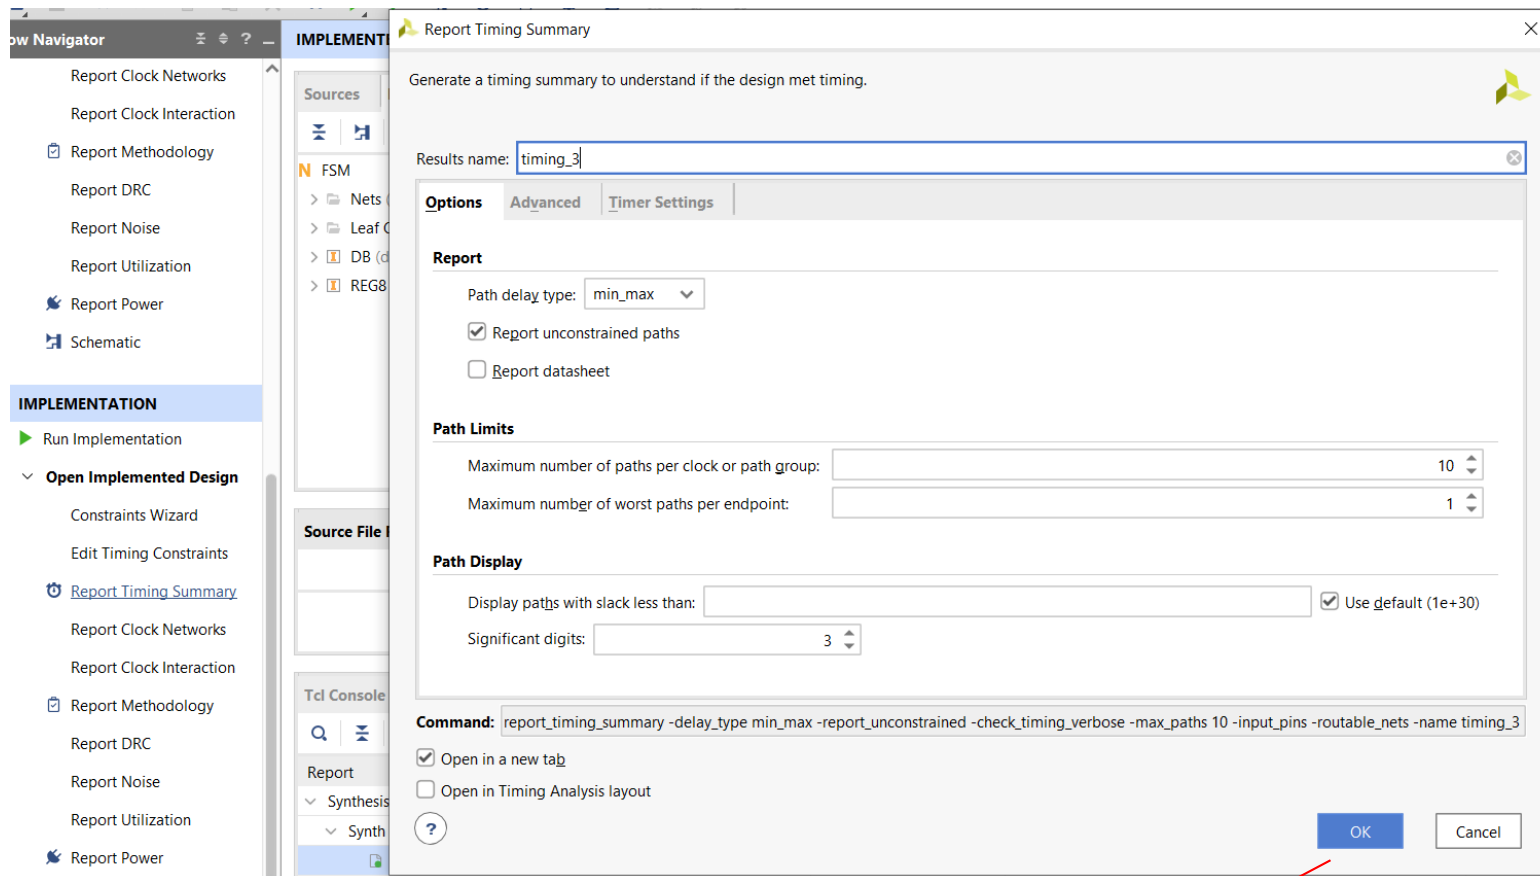 ow Navigator
?
Report Clock Networks
Report Clock Interaction
Report Methodology
Report DRC
Report Noise
Report Utilization
Report Power
Schematic
IMPLEMENTATION
Run Implementation
Open Implemented Design
Constraints Wizard
Edit Timing Constraints
Report Timing Summary
Report Clock Networks
Report Clock Interaction
Report Methodology
Report DRC
Report Noise
Report Utilization
Report Power
IMPLEMENTE
Sources
N FSM
Nets (
Leaf C
DB (d
REG8
Source File
Tcl Console
Report
Synthesis
Synth
Report Timing Summary
Generate a timing summary to understand if the design met timing.
Results name: timing_3
Options Advanced Timer Settings
Report
Path delay type: min_max
Report unconstrained paths
Report datasheet
Path Limits
Maximum number of paths per clock or path group: 10
Maximum number of worst paths per endpoint: 1
Path Display
Display paths with slack less than: Use default (1e+30)
Significant digits: 3
Command: report_timing_summary -delay_type min_max -report_unconstrained -check_timing_verbose -max_paths 10 -input_pins -routable_nets -name timing_3
Open in a new tab
Open in Timing Analysis layout
?
OK Cancel